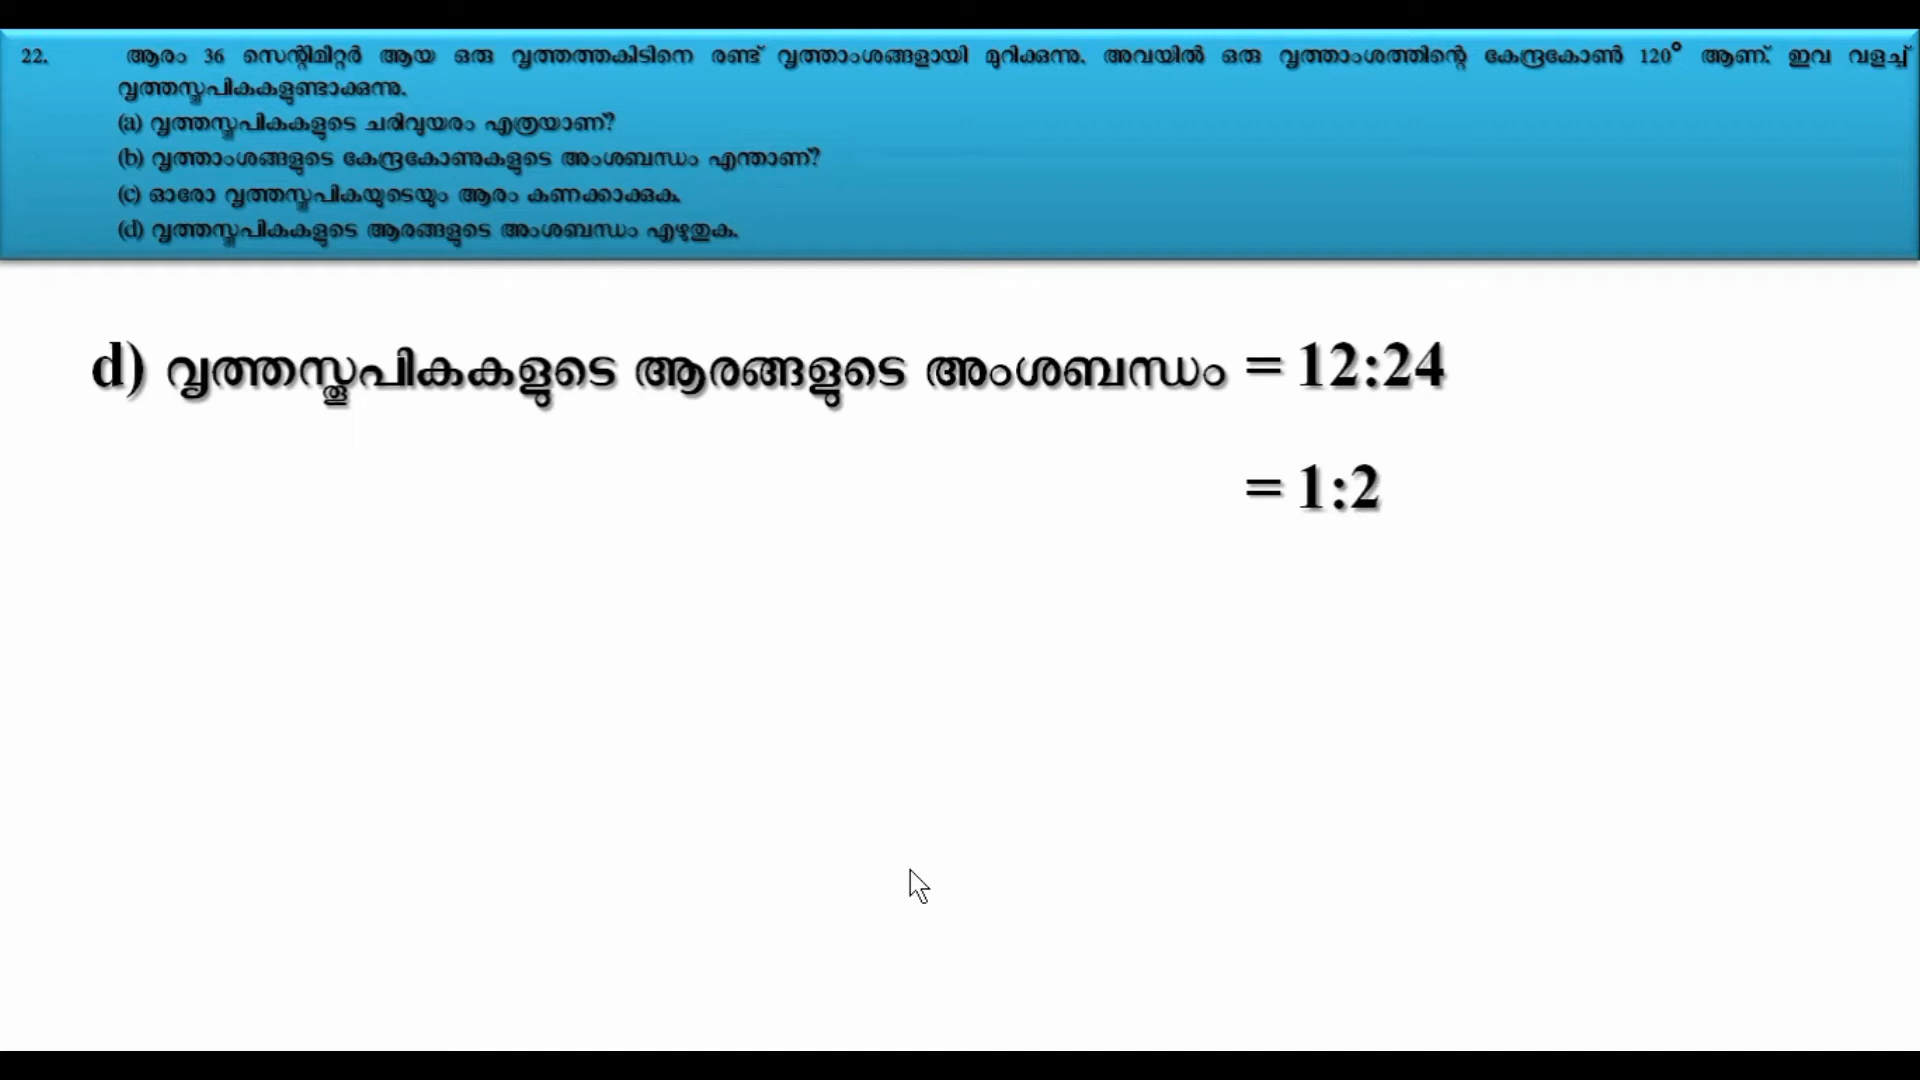 22. ആരം 36 സെന്റിമീറ്റർ ആയ ഒരു വൃത്തത്തകിടിനെ രണ്ട് വൃത്താംശങ്ങളായി മുറിക്കുന്നു. അവയിൽ ഒരു വൃത്താംശത്തിന്റെ കേന്ദ്രകോൺ 120° ആണ്. ഇവ വളച്ച്
വൃത്തസ്തൂപികകളുണ്ടാക്കുന്നു.
(a) വൃത്തസ്തൂപികകളുടെ ചരിവുയരം എത്രയാണ്?
(b) വൃത്താംശങ്ങളുടെ കേന്ദ്രകോണുകളുടെ അംശബന്ധം എന്താണ്?
(c) ഓരോ വൃത്തസ്തൂപികയുടെയും ആരം കണക്കാക്കുക.
(d) വൃത്തസ്തൂപികകളുടെ ആരങ്ങളുടെ അംശബന്ധം എഴുതുക.
d) വൃത്തസ്തൂപികകളുടെ ആരങ്ങളുടെ അംശബന്ധം = 12:24
= 1:2